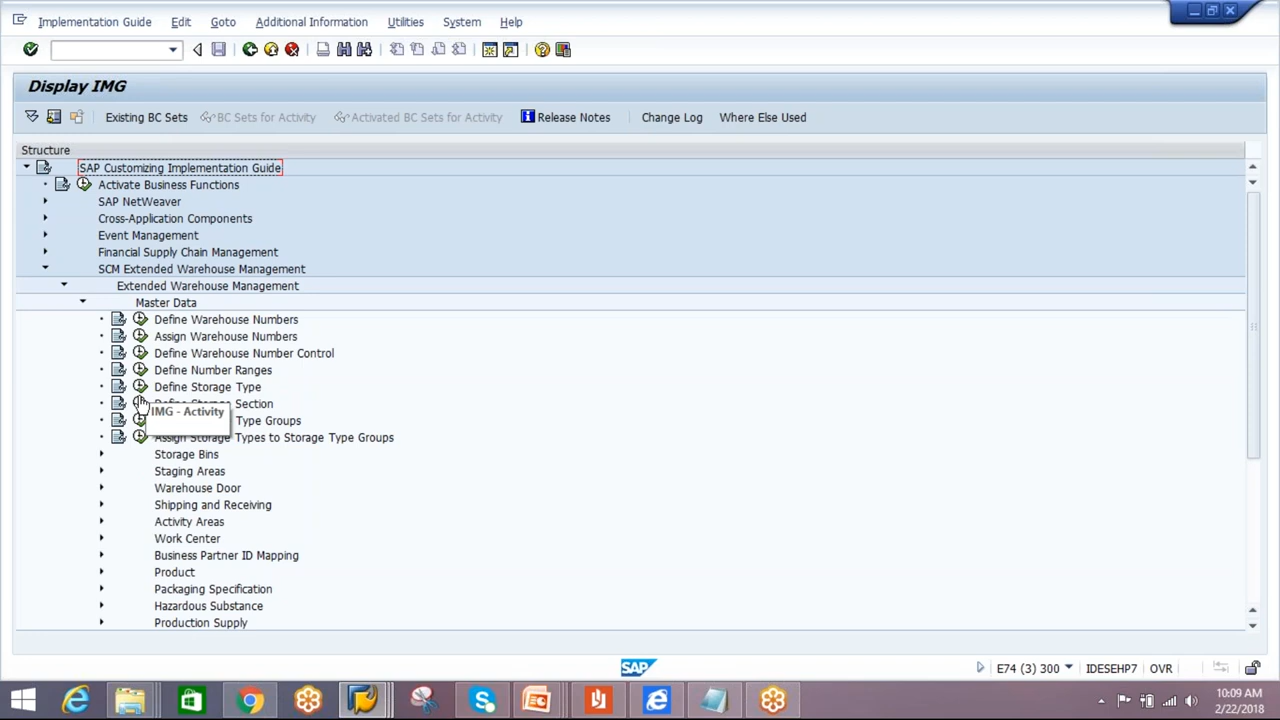 Implementation Guide Edit Goto Additional Information Utilities System Help
Display IMG
Existing BC Sets BC Sets for Activity Activated BC Sets for Activity Release Notes Change Log Where Else Used
Structure
SAP Customizing Implementation Guide
Activate Business Functions
SAP NetWeaver
Cross-Application Components
Event Management
Financial Supply Chain Management
SCM Extended Warehouse Management
Extended Warehouse Management
Master Data
Define Warehouse Numbers
Assign Warehouse Numbers
Define Warehouse Number Control
Define Number Ranges
Define Storage Type
Define Storage Section
IMG - Activity
Type Groups
Assign Storage Types to Storage Type Groups
Storage Bins
Staging Areas
Warehouse Door
Shipping and Receiving
Activity Areas
Work Center
Business Partner ID Mapping
Product
Packaging Specification
Hazardous Substance
Production Supply
SAP E74 (3) 300 IDESEHP7 OVR
10:09 AM
2/22/2018